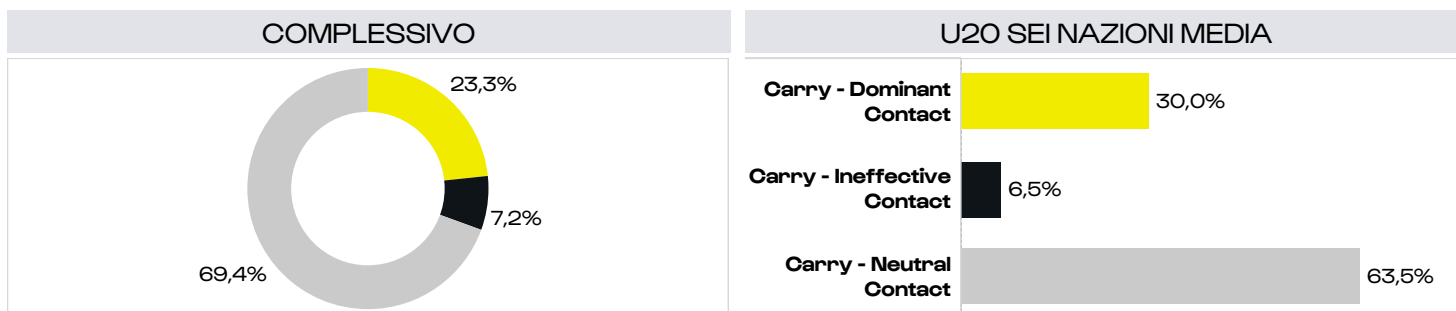 COMPLESSIVO
23,3%
7,2%
69,4%
U20 SEI NAZIONI MEDIA
Carry - Dominant
Contact
30,0%
Carry - Ineffective
Contact
6,5%
Carry - Neutral
Contact
63,5%